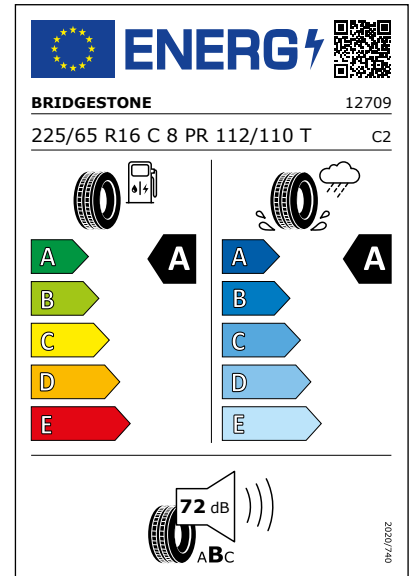 ENERG
BRIDGESTONE 12709
225/65 R16 C 8 PR 112/110 T C2
A A A A
B B
C C
D D
E E
72 dB
ABC
2020/740